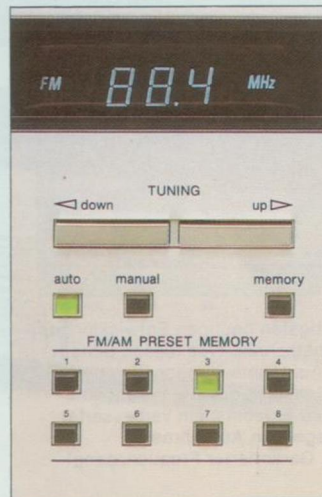 FM 88.4 MHz
TUNING
down up
auto manual memory
FM/AM PRESET MEMORY
1 2 3 4
5 6 7 8